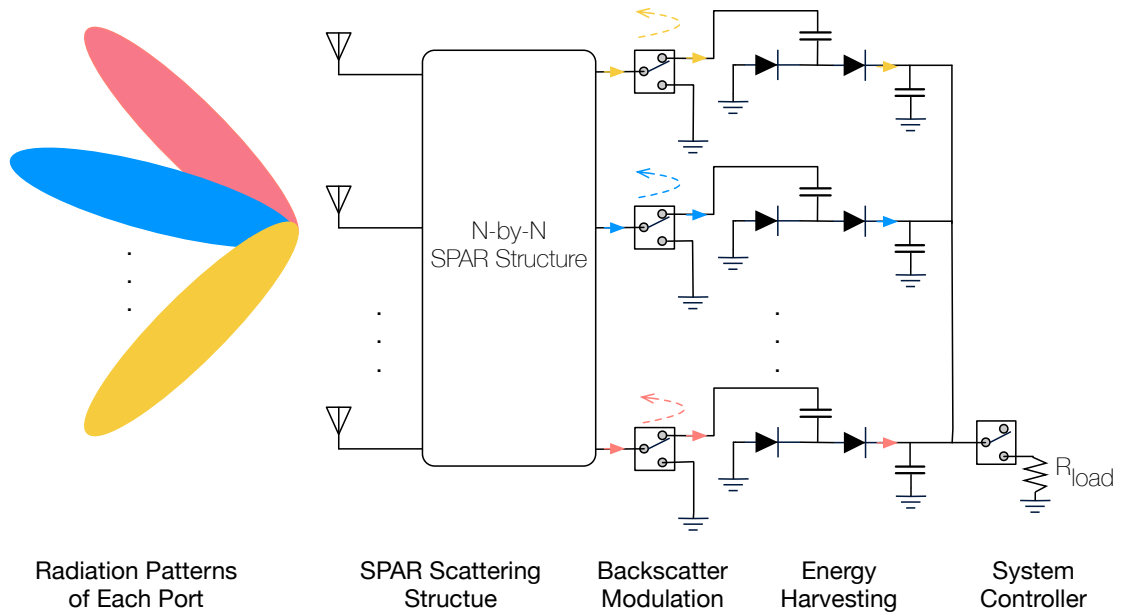 N-by-N
SPAR Structure
R_load
Radiation Patterns
of Each Port
SPAR Scattering
Structue
Backscatter
Modulation
Energy
Harvesting
System
Controller